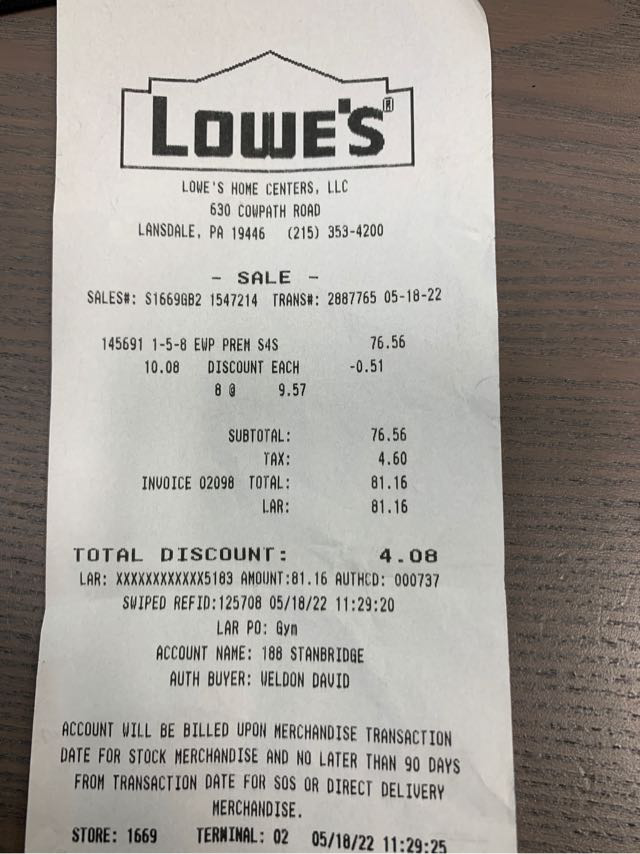 LOWE'S®
LOWE'S HOME CENTERS, LLC
630 COWPATH ROAD
LANSDALE, PA 19446 (215) 353-4200
- SALE -
SALES#: S1669GB2 1547214 TRANS#: 2887765 05-18-22
145691 1-5-8 EWP PREM S4S 76.56
10.08 DISCOUNT EACH -0.51
8 @ 9.57
SUBTOTAL: 76.56
TAX: 4.60
INVOICE 02098 TOTAL: 81.16
LAR: 81.16
TOTAL DISCOUNT: 4.08
LAR: XXXXXXXXXXXX5183 AMOUNT:81.16 AUTHCD: 000737
SWIPED REFID:125708 05/18/22 11:29:20
LAR PO: Gym
ACCOUNT NAME: 188 STANBRIDGE
AUTH BUYER: WELDON DAVID
ACCOUNT WILL BE BILLED UPON MERCHANDISE TRANSACTION
DATE FOR STOCK MERCHANDISE AND NO LATER THAN 90 DAYS
FROM TRANSACTION DATE FOR SOS OR DIRECT DELIVERY
MERCHANDISE.
STORE: 1669 TERMINAL: 02 05/18/22 11:29:25